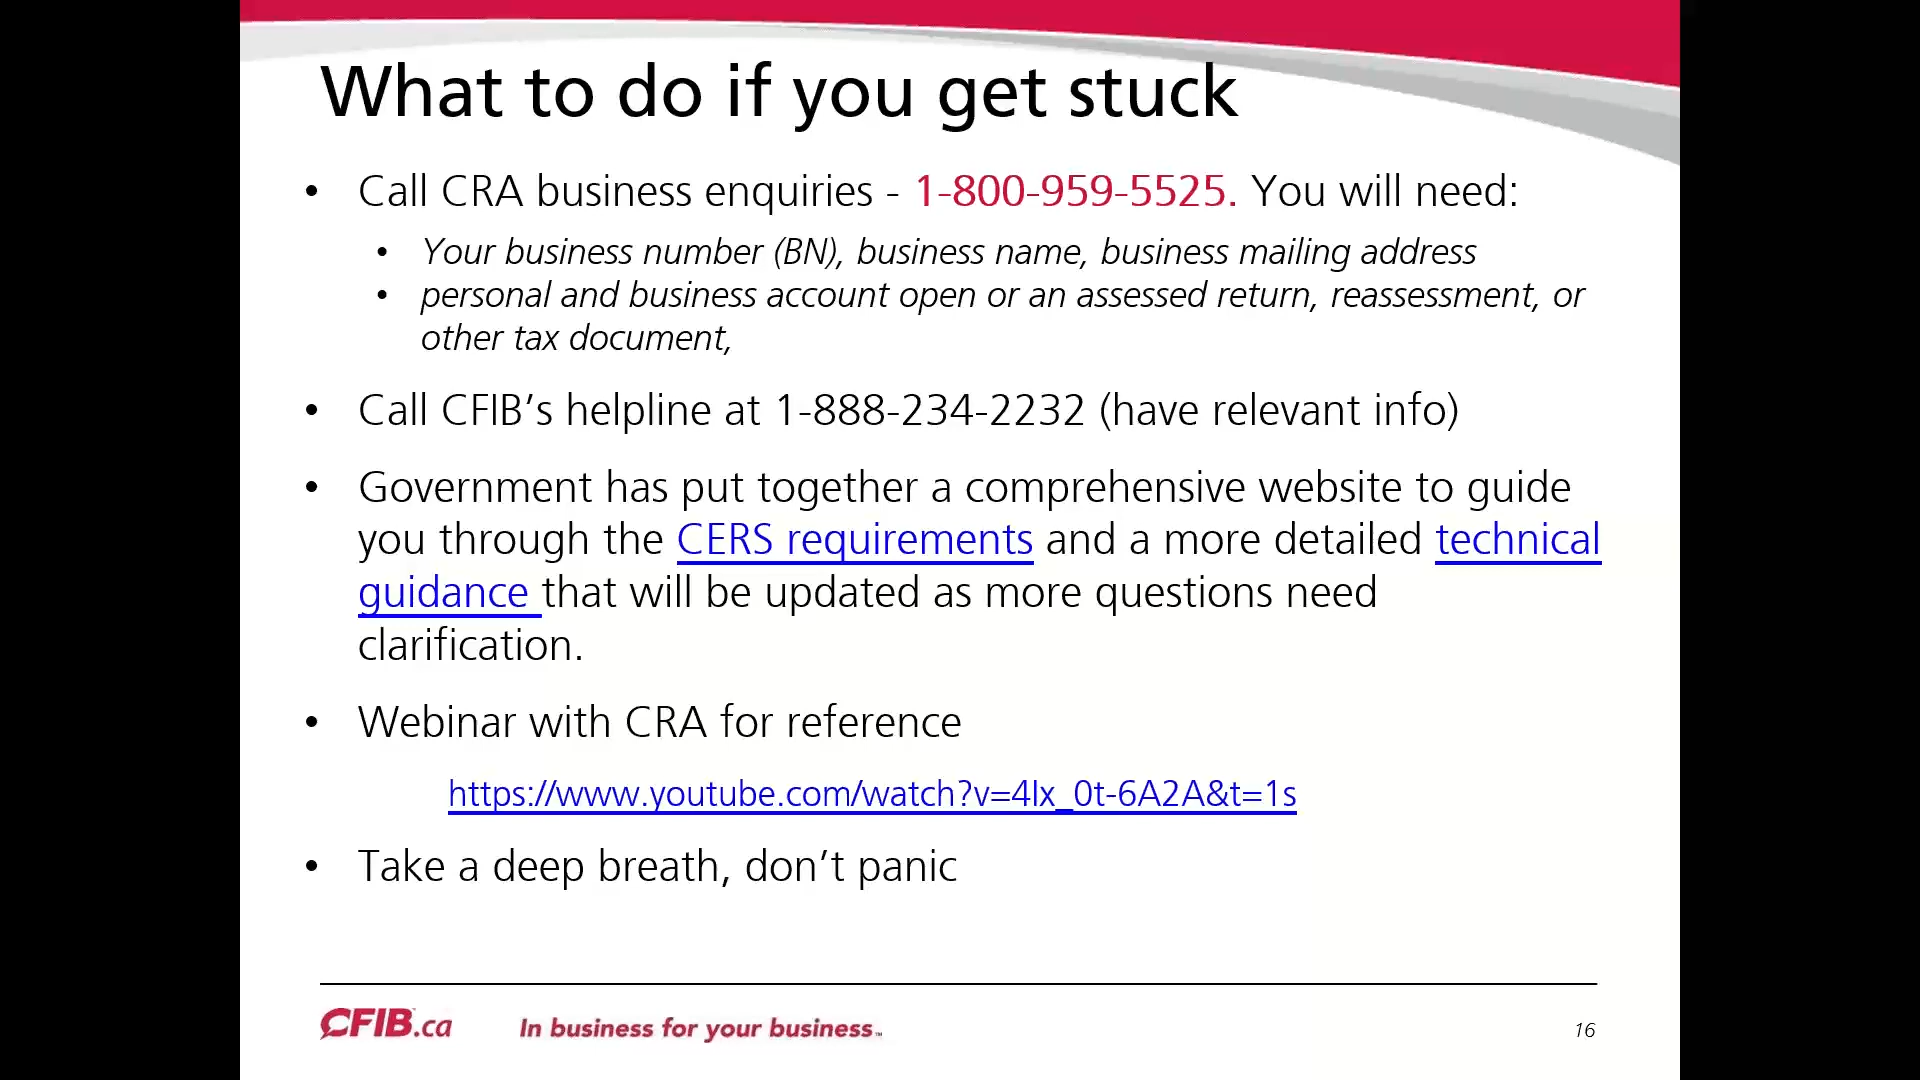 What to do if you get stuck
• Call CRA business enquiries - 1-800-959-5525. You will need:
• Your business number (BN), business name, business mailing address
• personal and business account open or an assessed return, reassessment, or
other tax document,
• Call CFIB’s helpline at 1-888-234-2232 (have relevant info)
• Government has put together a comprehensive website to guide
you through the CERS requirements and a more detailed technical
guidance that will be updated as more questions need
clarification.
• Webinar with CRA for reference
https://www.youtube.com/watch?v=4Ix_0t-6A2A&t=1s
• Take a deep breath, don’t panic
CFIB.ca In business for your business™ 16